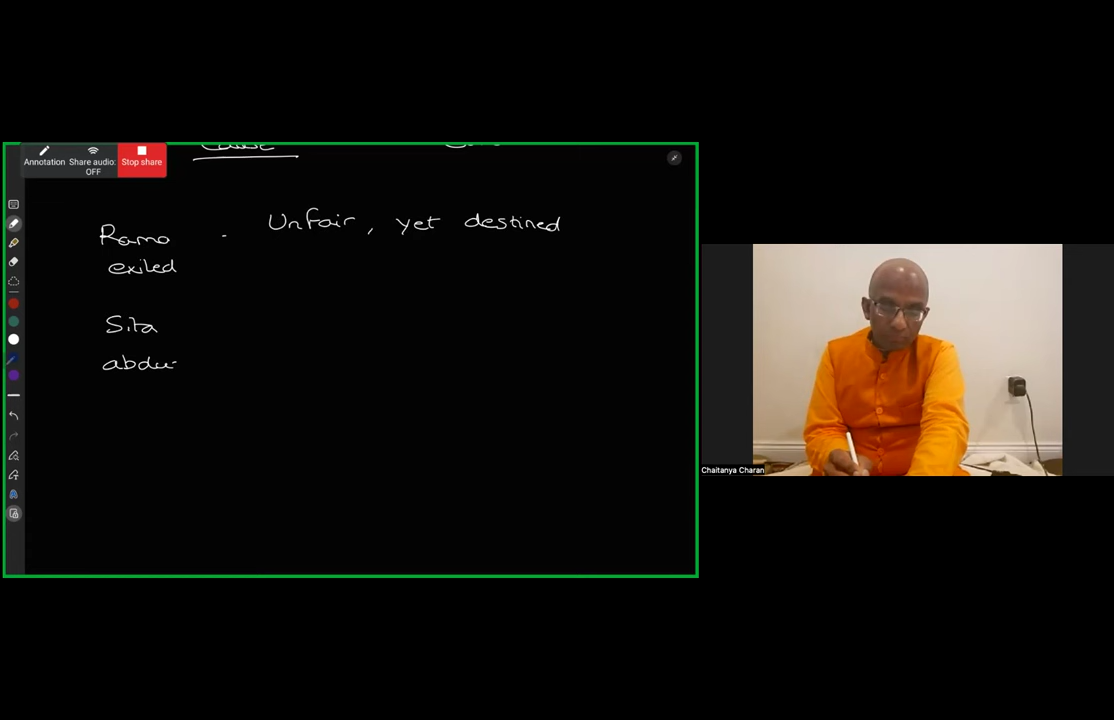 Annotation
Share audio: OFF
Stop share
Rama - Unfair, yet destined
exiled
Sita
abdu
Chaitanya Charan